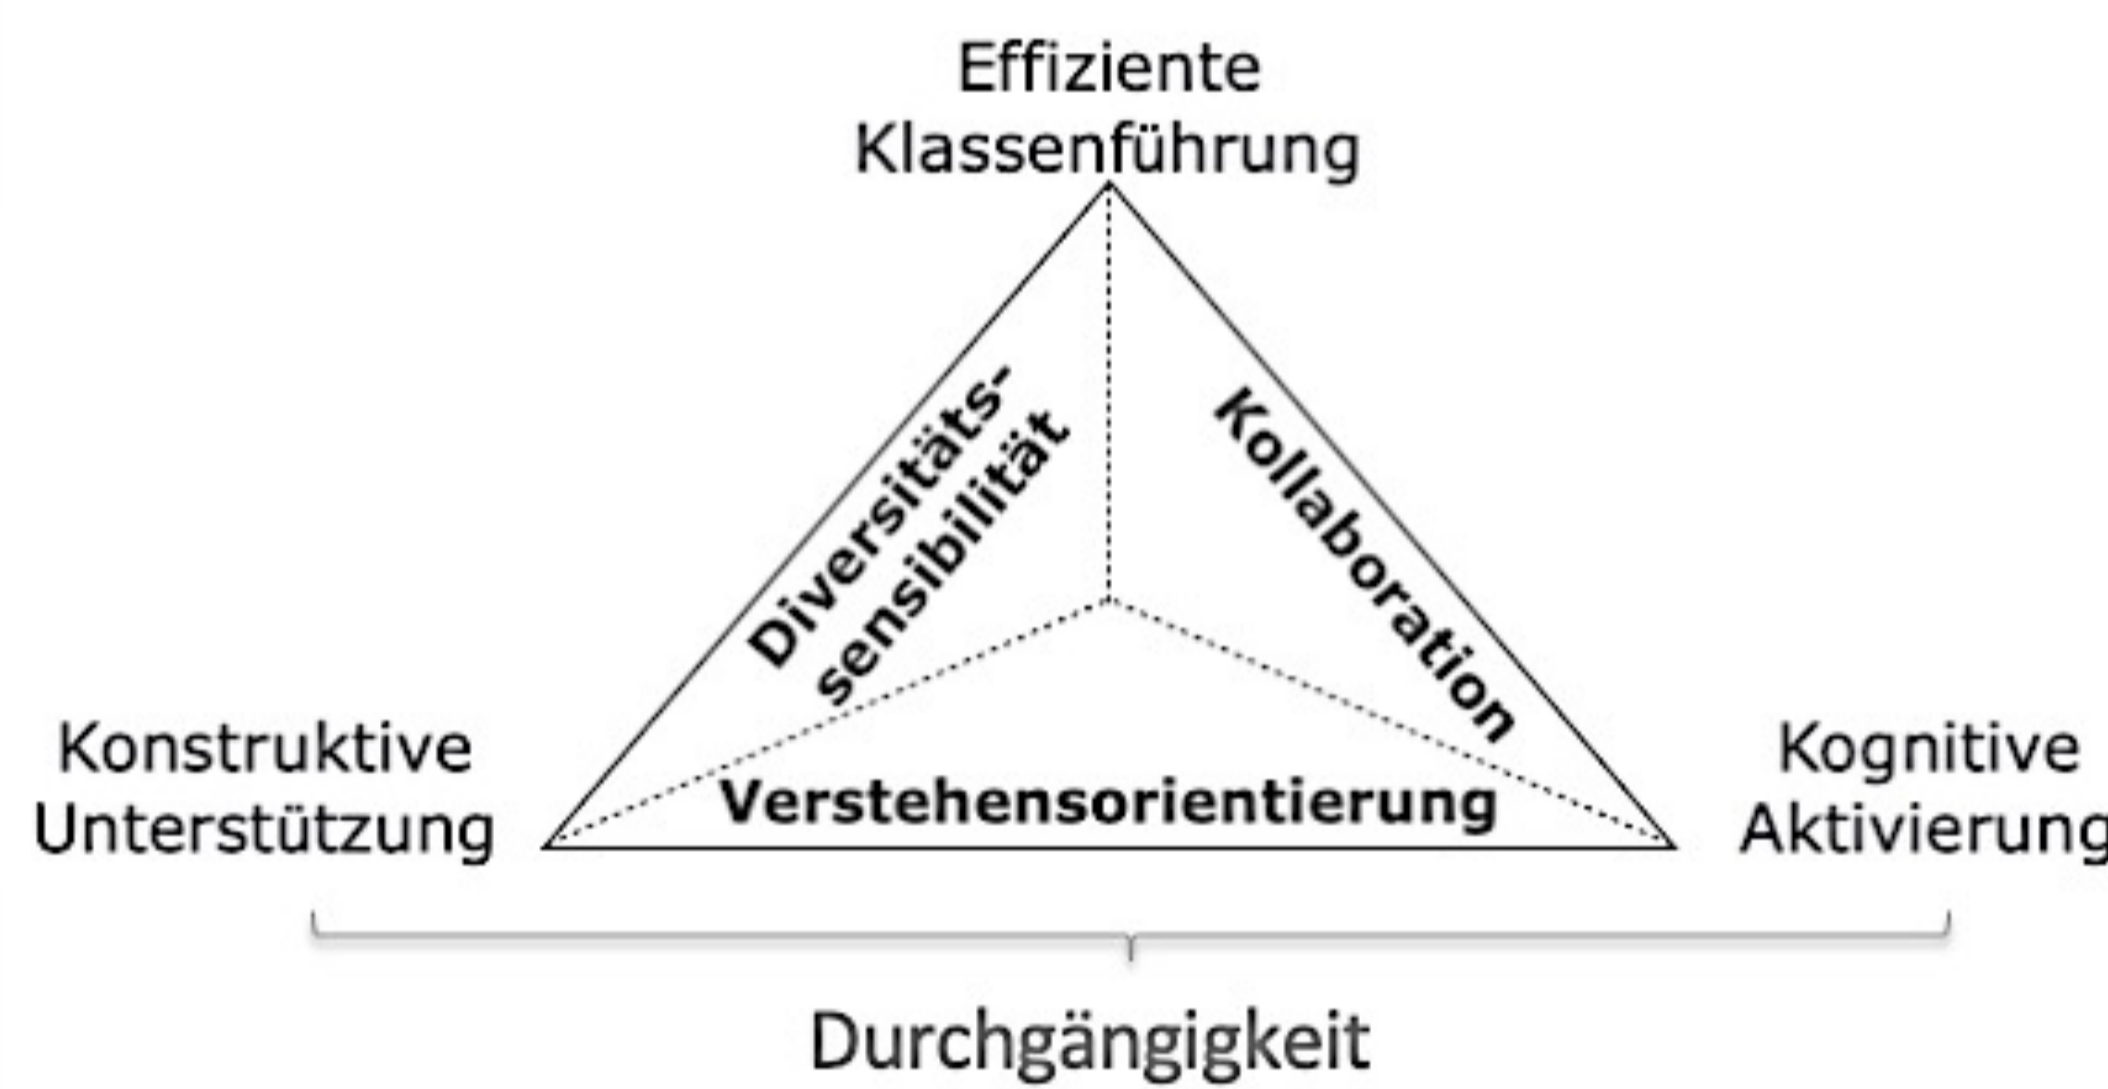 Effiziente
Klassenführung
Diversitäts-
sensibilität
Kollaboration
Konstruktive
Unterstützung
Verstehensorientierung
Kognitive
Aktivierung
Durchgängigkeit